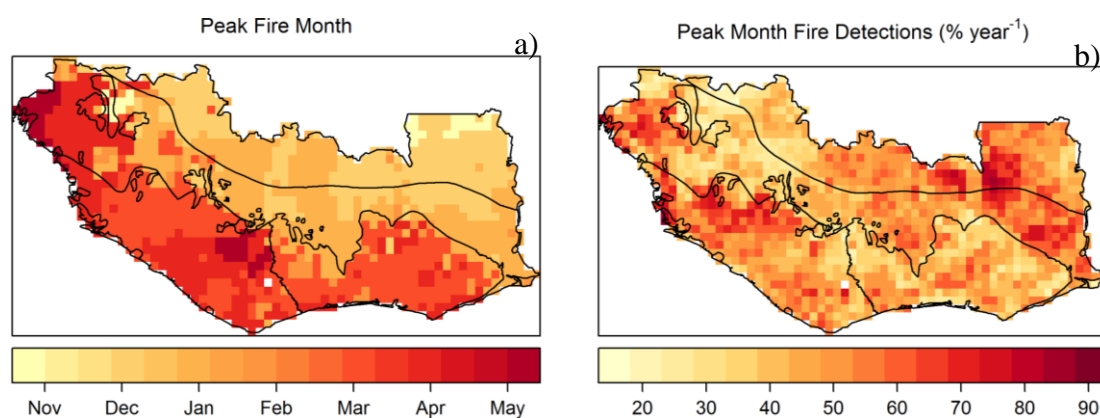 Peak Fire Month
a)
Nov Dec Jan Feb Mar Apr May
Peak Month Fire Detections (% year⁻¹)
b)
20 30 40 50 60 70 80 90